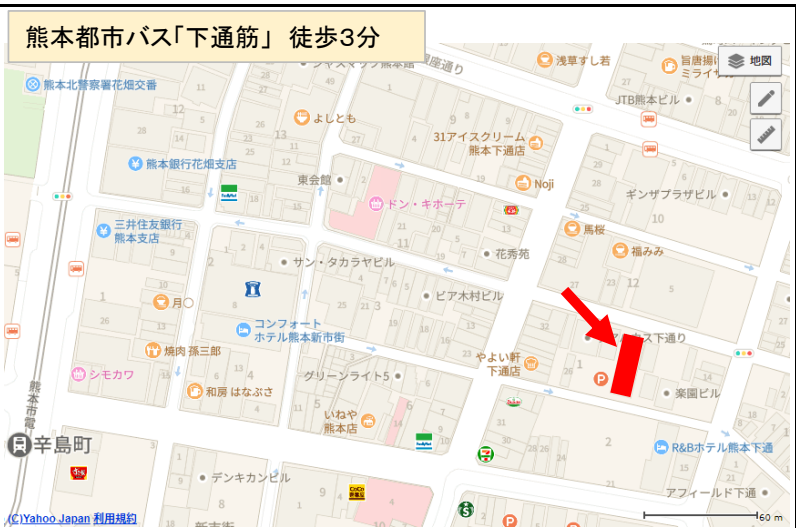 熊本都市バス「下通筋」 徒歩3分
地図
浅草すし若
熊本北警察署花畑交番
JTB熊本ビル
よしとも
31アイスクリーム
熊本下通店
熊本銀行花畑支店
東会館
Noji
ギンザプラザビル
ドン・キホーテ
三井住友銀行
熊本支店
馬桜
花秀苑
福みみ
サン・タカラヤビル
ピア木村ビル
月〇
コンフォート
ホテル熊本新市街
焼肉 孫三郎
やよい軒
下通店
シモカワ
グリーンライト5
和房 はなぶさ
楽園ビル
熊本市電
いねや
熊本店
辛島町
R&Bホテル熊本下通
デンキカンビル
アフィールド下通
(C)Yahoo Japan 利用規約
60 m